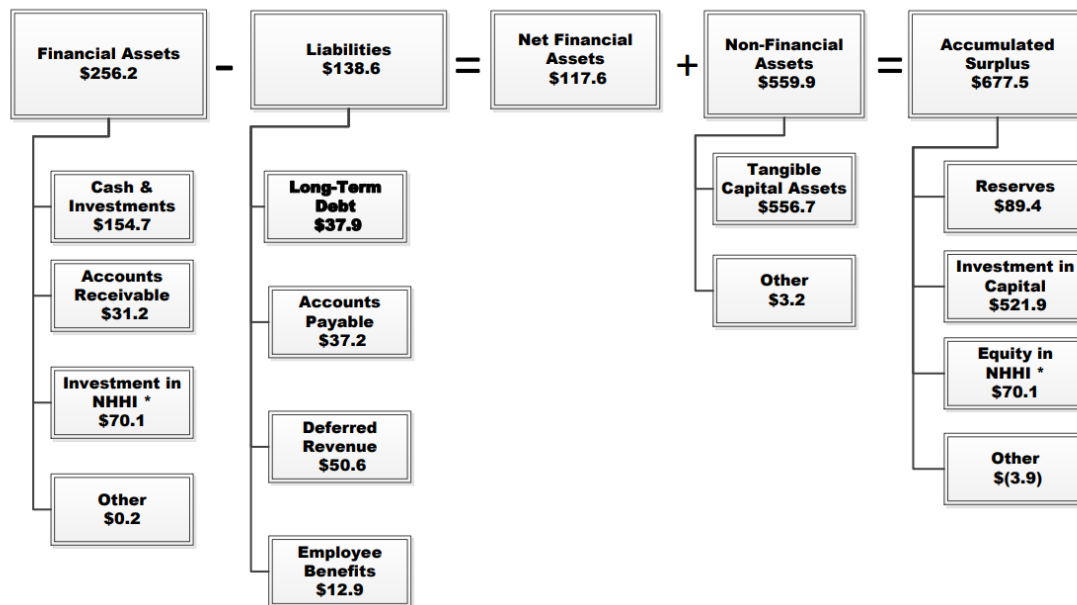 Financial Assets
$256.2
-
Liabilities
$138.6
=
Net Financial
Assets
$117.6
+
Non-Financial
Assets
$559.9
=
Accumulated
Surplus
$677.5
Cash &
Investments
$154.7
Accounts
Receivable
$31.2
Investment in
NHHI *
$70.1
Other
$0.2
Long-Term
Debt
$37.9
Accounts
Payable
$37.2
Deferred
Revenue
$50.6
Employee
Benefits
$12.9
Tangible
Capital Assets
$556.7
Other
$3.2
Reserves
$89.4
Investment in
Capital
$521.9
Equity in
NHHI *
$70.1
Other
$(3.9)